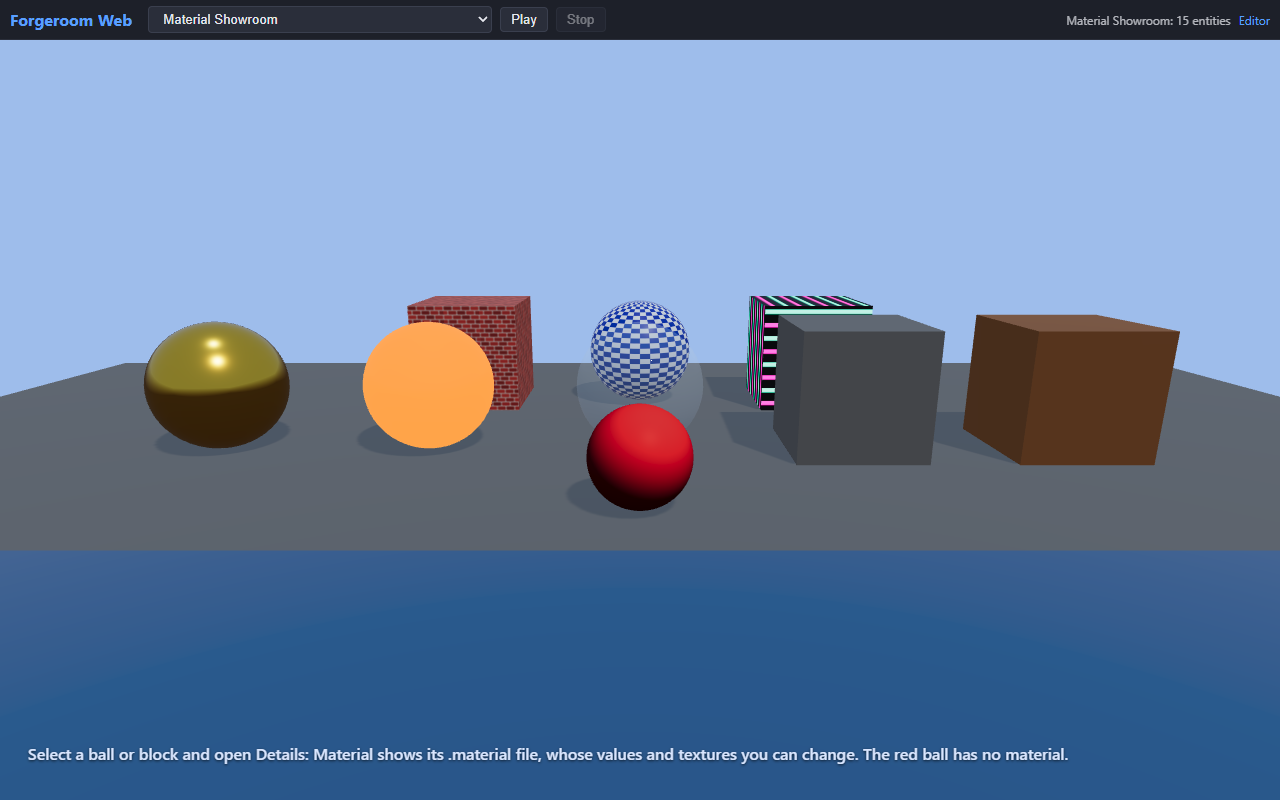 Forgeroom Web
Material Showroom
Play
Stop
Material Showroom: 15 entities
Editor
Select a ball or block and open Details: Material shows its .material file, whose values and textures you can change. The red ball has no material.